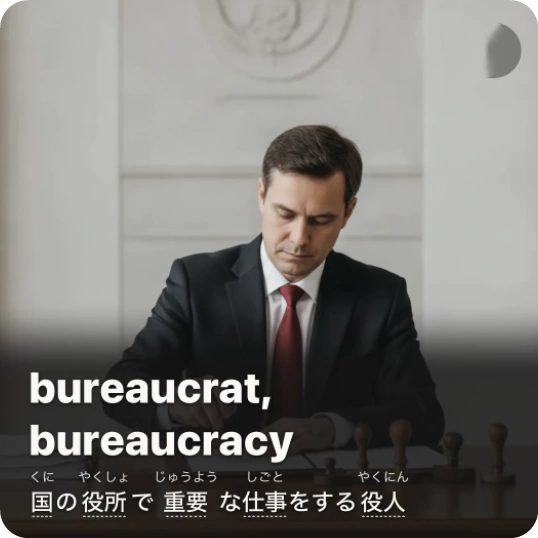 bureaucrat,
bureaucracy
くに やくしょ じゅうよう しごと やくにん
国の役所で重要な仕事をする役人